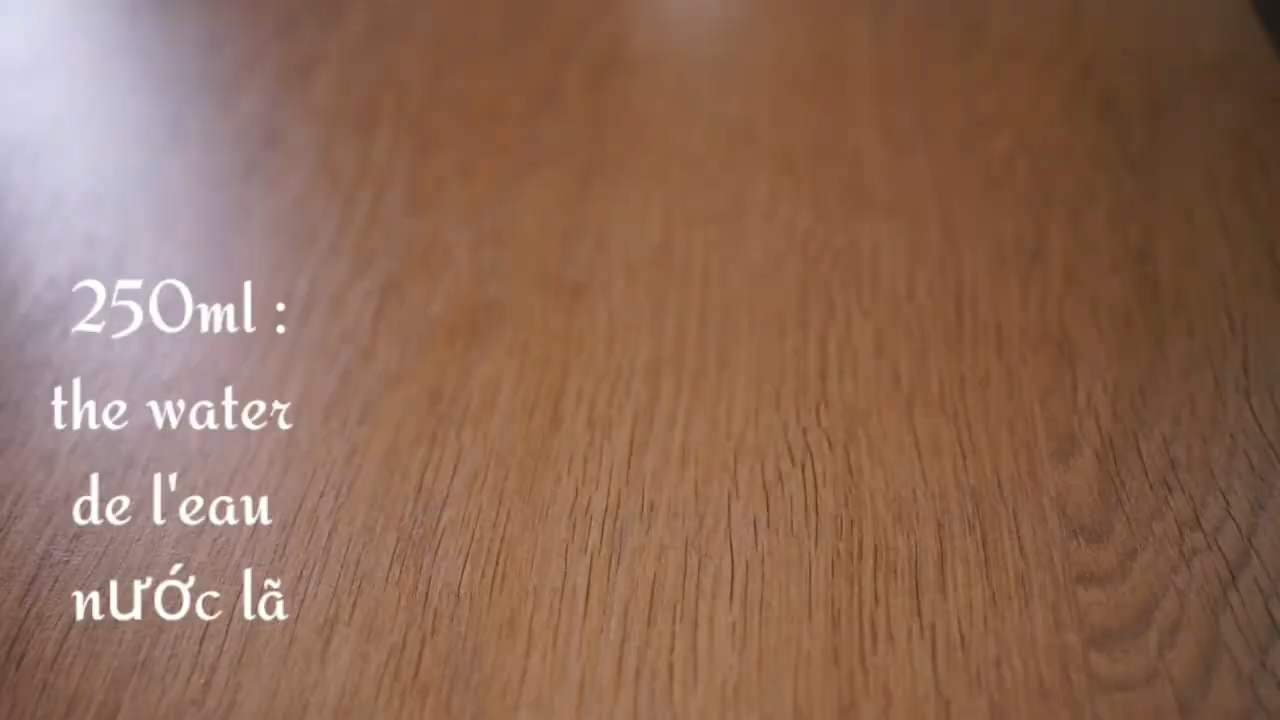 250ml :
the water
de l'eau
nước lã